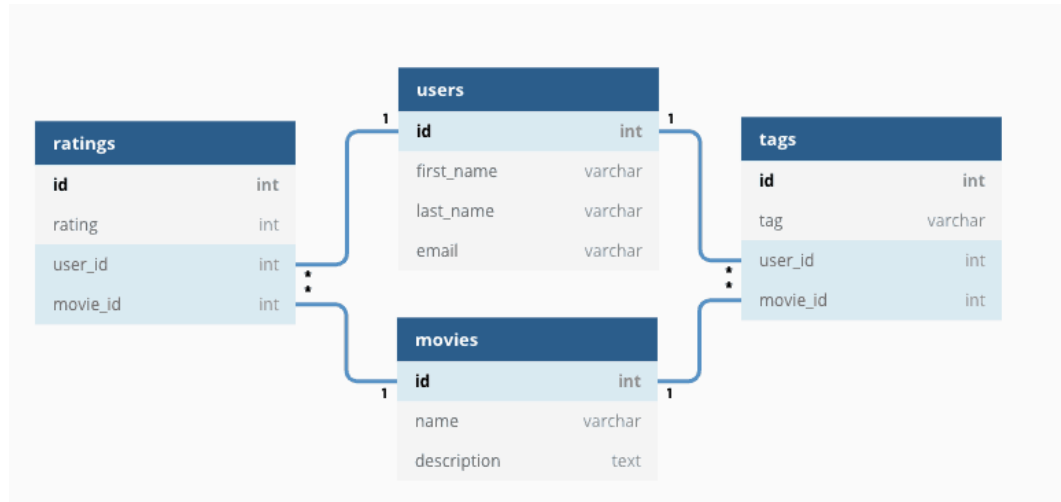 ratings
id int
rating int
user_id int
movie_id int
*
*
1
users
id int
first_name varchar
last_name varchar
email varchar
1
1
movies
id int
name varchar
description text
1
tags
id int
tag varchar
user_id int
movie_id int
*
*